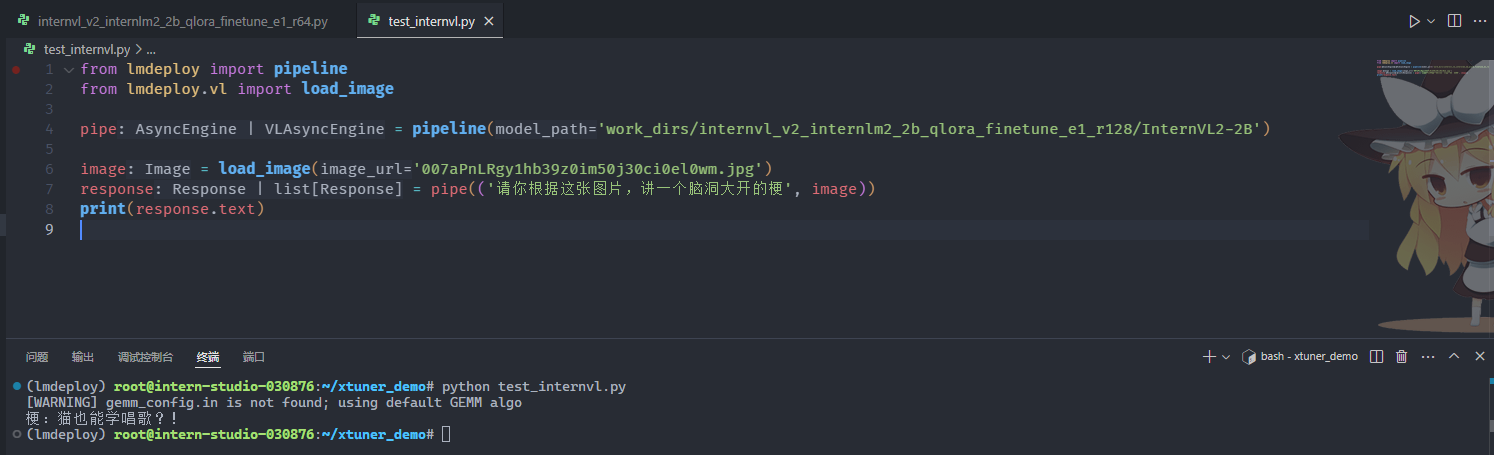 internvl_v2_internlm2_2b_qlora_finetune_e1_r64.py
test_internvl.py
test_internvl.py > ...
1 from lmdeploy import pipeline
2 from lmdeploy.vl import load_image
3
4 pipe: AsyncEngine | VLAsyncEngine = pipeline(model_path='work_dirs/internvl_v2_internlm2_2b_qlora_finetune_e1_r128/InternVL2-2B')
5
6 image: Image = load_image(image_url='007aPnLRgy1hb39z0im50j30ci0el0wm.jpg')
7 response: Response | list[Response] = pipe(('请你根据这张图片，讲一个脑洞大开的梗', image))
8 print(response.text)
9
问题 输出 调试控制台 终端 端口
bash - xtuner_demo
(lmdeploy) root@intern-studio-030876:~/xtuner_demo# python test_internvl.py
[WARNING] gemm_config.in is not found; using default GEMM algo
梗：猫也能学唱歌？！
(lmdeploy) root@intern-studio-030876:~/xtuner_demo#